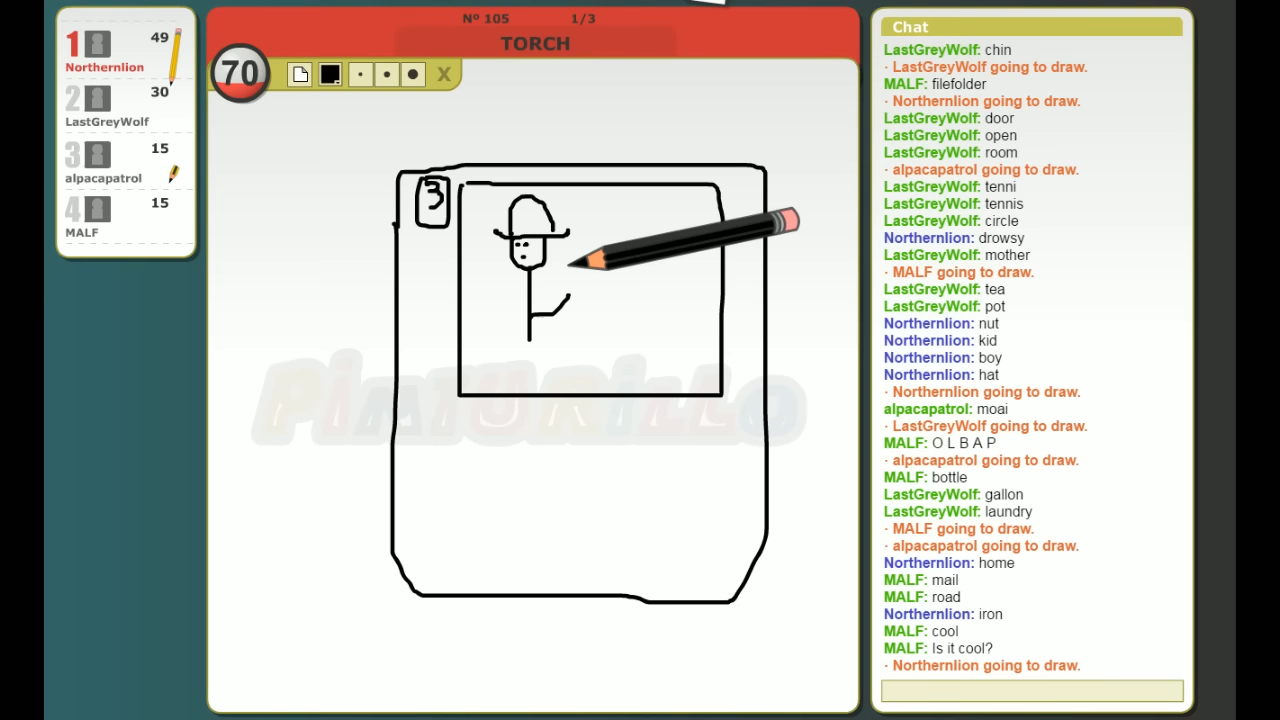 1
49
Northernlion
2
30
LastGreyWolf
3
15
alpacapatrol
4
15
MALF
Nº 105
1/3
TORCH
70
X
3
PiNTURiLLO
Chat
LastGreyWolf: chin
· LastGreyWolf going to draw.
MALF: filefolder
· Northernlion going to draw.
LastGreyWolf: door
LastGreyWolf: open
LastGreyWolf: room
· alpacapatrol going to draw.
LastGreyWolf: tenni
LastGreyWolf: tennis
LastGreyWolf: circle
Northernlion: drowsy
LastGreyWolf: mother
· MALF going to draw.
LastGreyWolf: tea
LastGreyWolf: pot
Northernlion: nut
Northernlion: kid
Northernlion: boy
Northernlion: hat
· Northernlion going to draw.
alpacapatrol: moai
· LastGreyWolf going to draw.
MALF: O L B A P
· alpacapatrol going to draw.
MALF: bottle
LastGreyWolf: gallon
LastGreyWolf: laundry
· MALF going to draw.
· alpacapatrol going to draw.
Northernlion: home
MALF: mail
MALF: road
Northernlion: iron
MALF: cool
MALF: Is it cool?
· Northernlion going to draw.